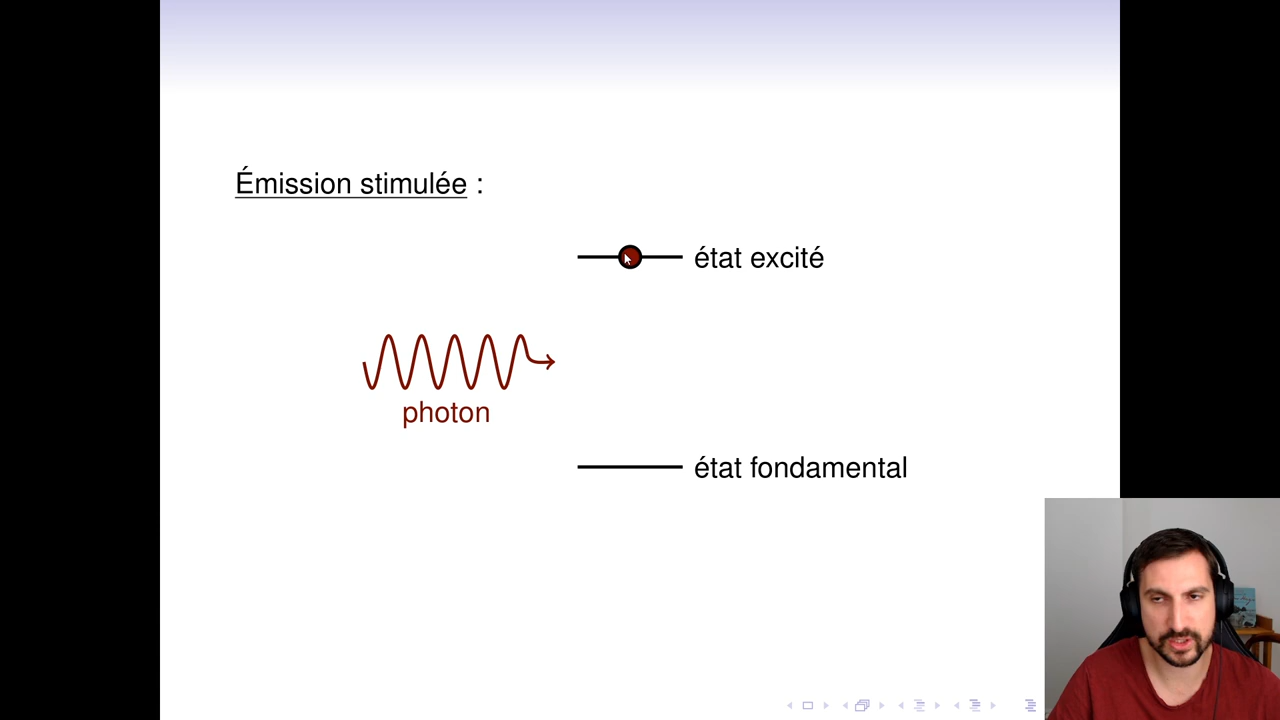 Émission stimulée :
état excité
photon
état fondamental